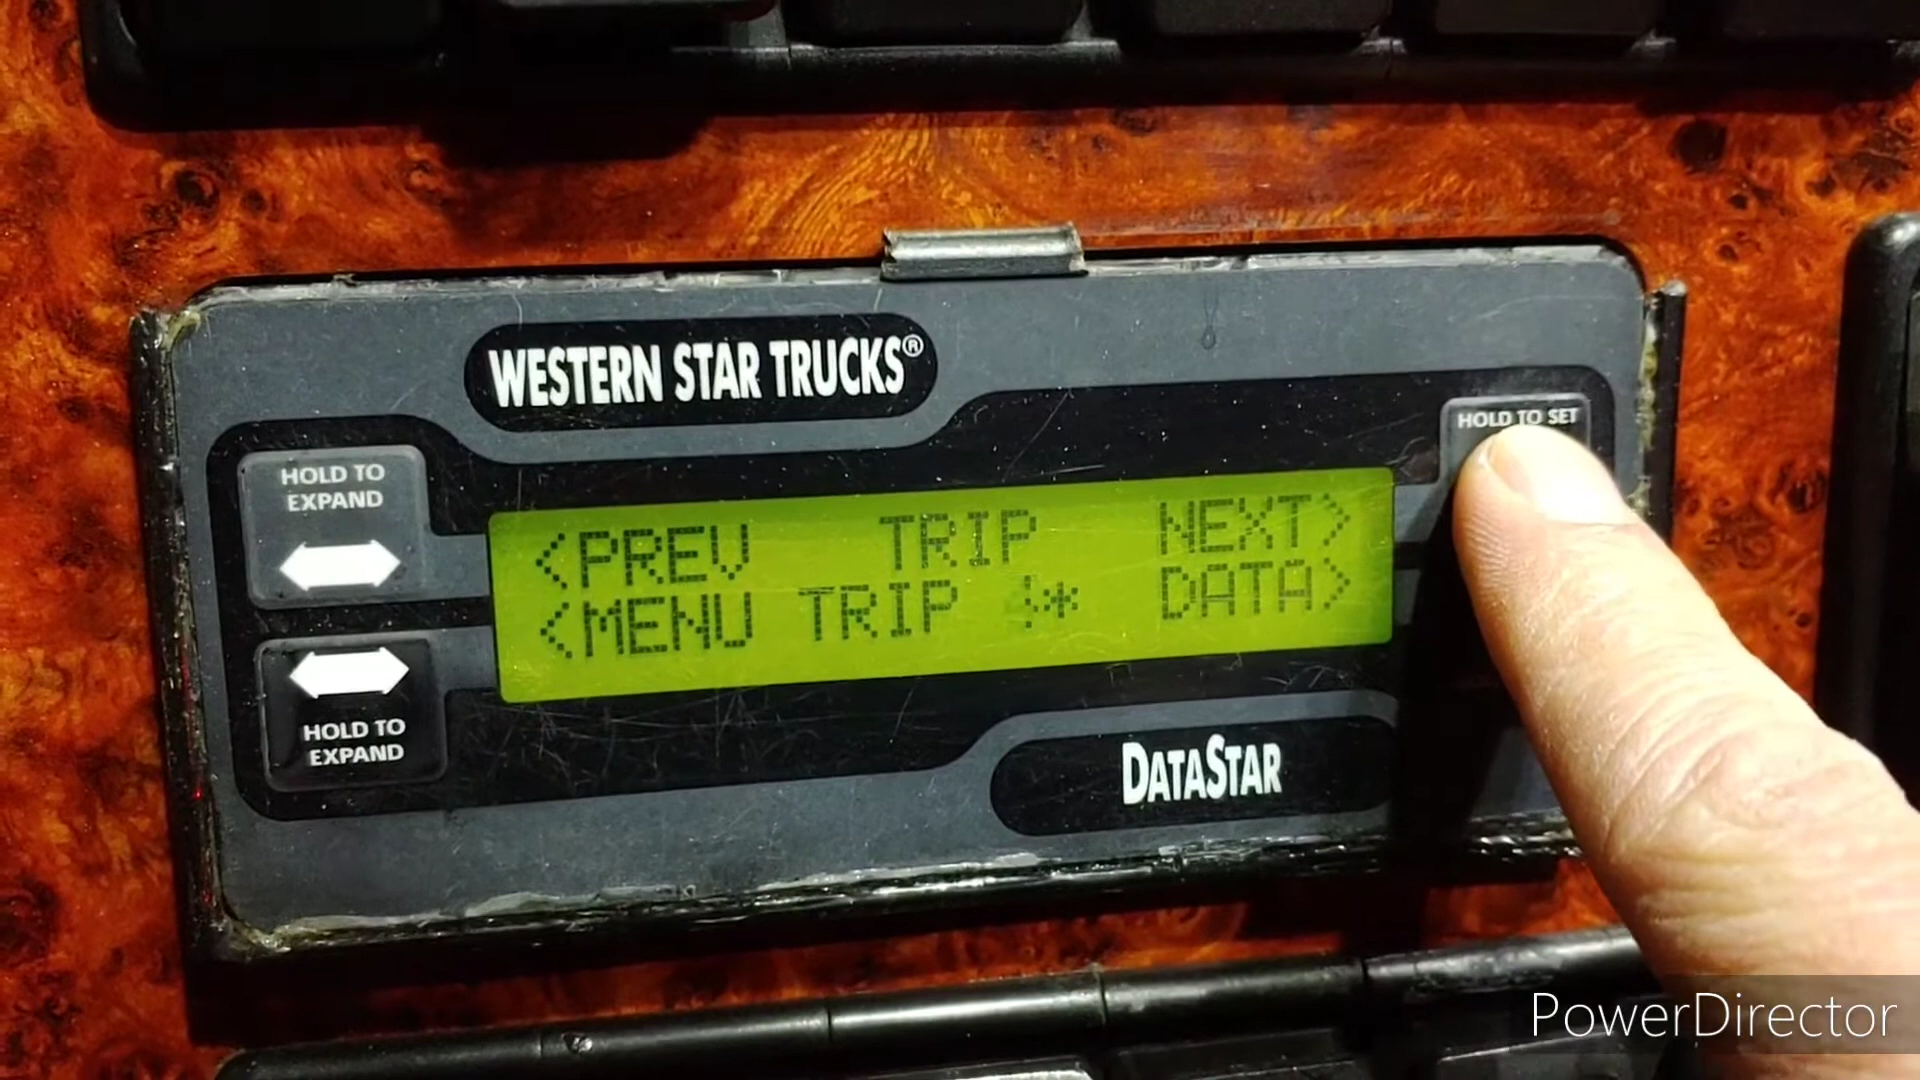 WESTERN STAR TRUCKS®
HOLD TO SET
HOLD TO
EXPAND
<PREV TRIP NEXT>
<MENU TRIP * DATA>
HOLD TO
EXPAND
DATASTAR
PowerDirector